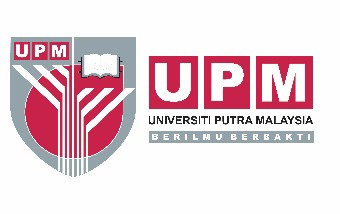 UPM
UPM
UNIVERSITI PUTRA MALAYSIA
BERILMU BERBAKTI